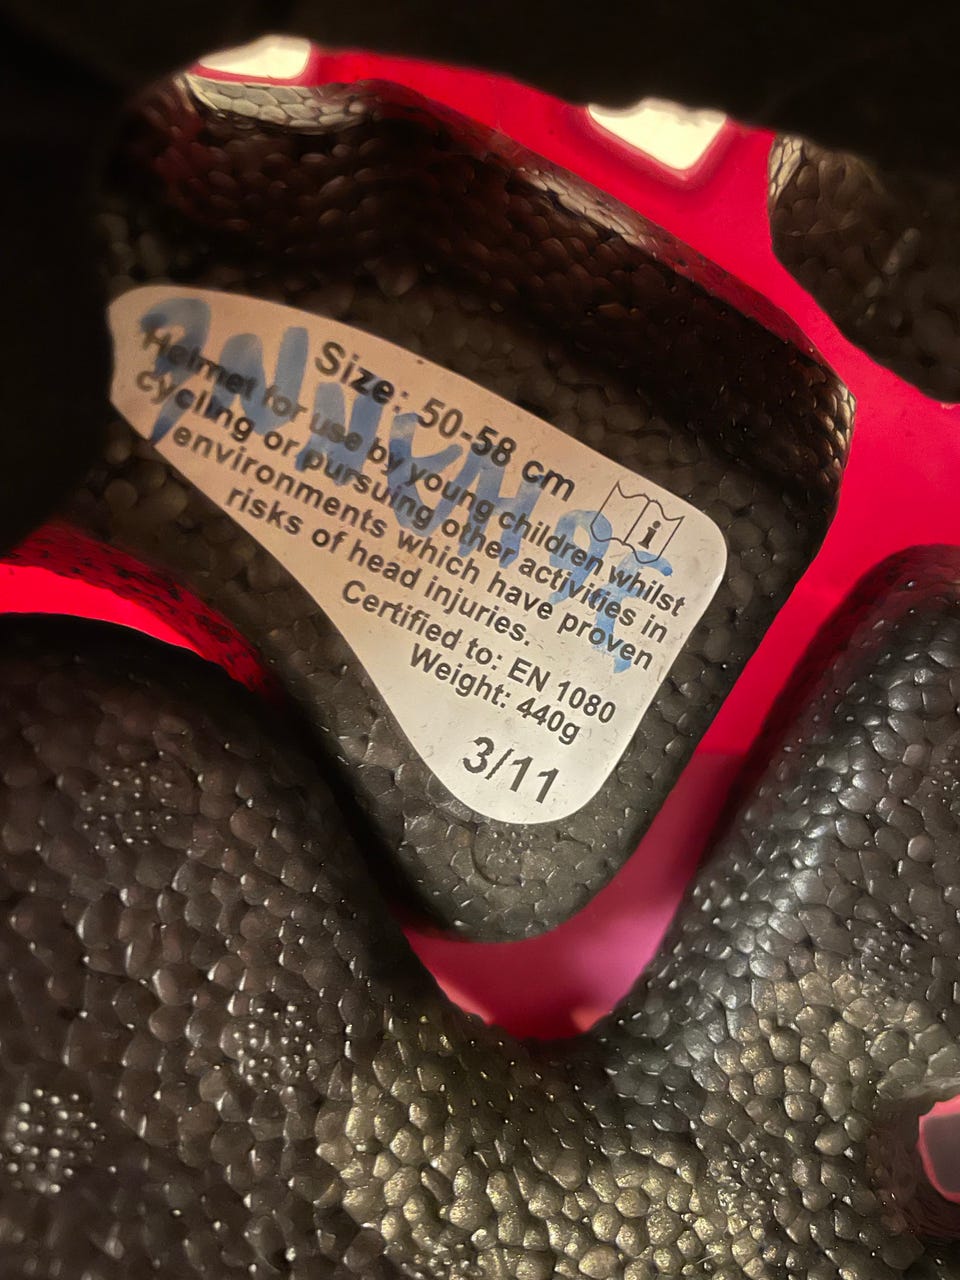 Size: 50-58 cm
i
Helmet for use by young children whilst
cycling or pursuing other activities in
environments which have proven
risks of head injuries.
Certified to: EN 1080
Weight: 440g
3/11